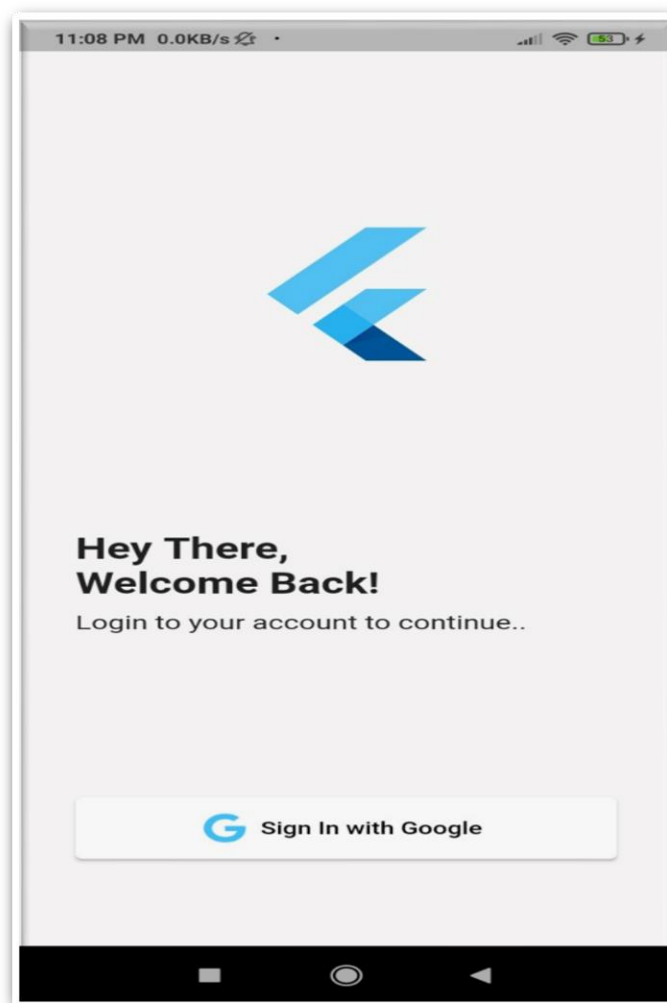 11:08 PM 0.0KB/s
53
Hey There,
Welcome Back!
Login to your account to continue..
G Sign In with Google